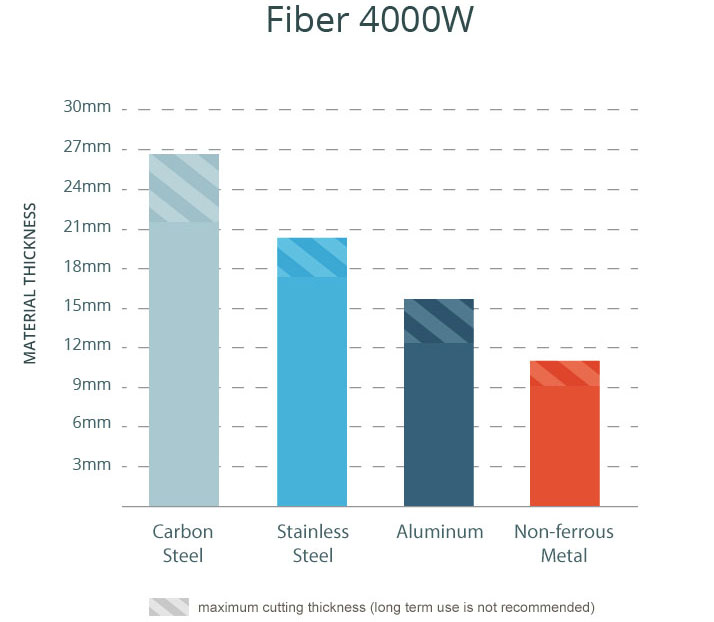 Fiber 4000W
30mm
27mm
24mm
21mm
18mm
15mm
12mm
9mm
6mm
3mm
MATERIAL THICKNESS
Carbon
Steel
Stainless
Steel
Aluminum
Non-ferrous
Metal
maximum cutting thickness (long term use is not recommended)